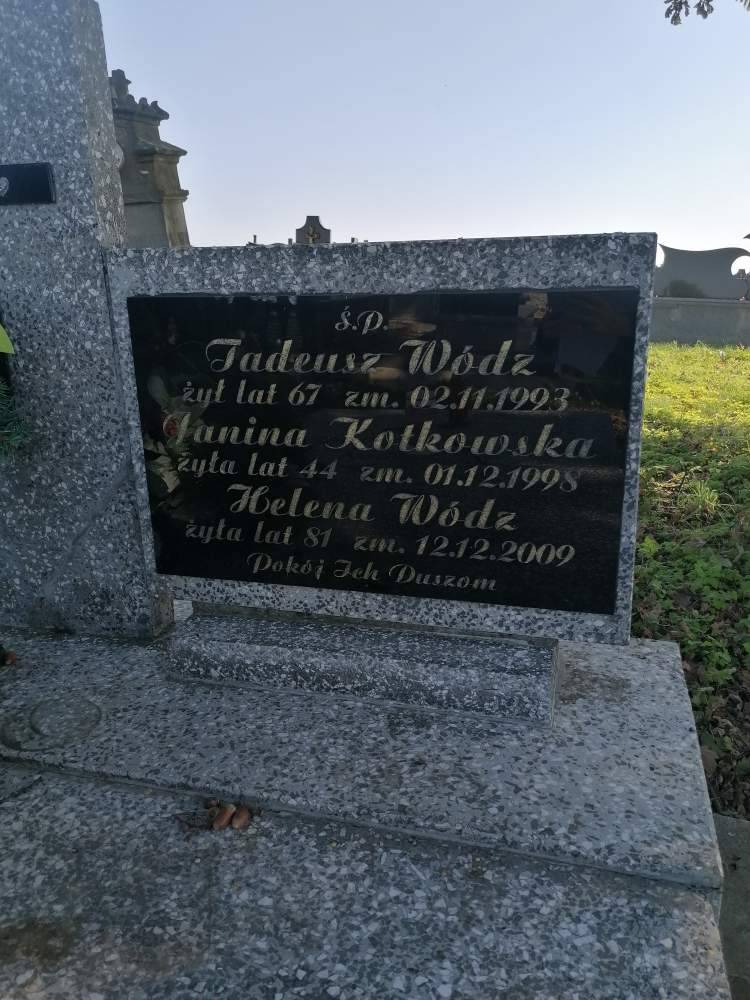 Ś.P.
Tadeusz Wódz
żył lat 67 zm. 02.11.1993
Janina Kotkowska
żyła lat 44 zm. 01.12.1998
Helena Wódz
żyła lat 81 zm. 12.12.2009
Pokój Ich Duszom